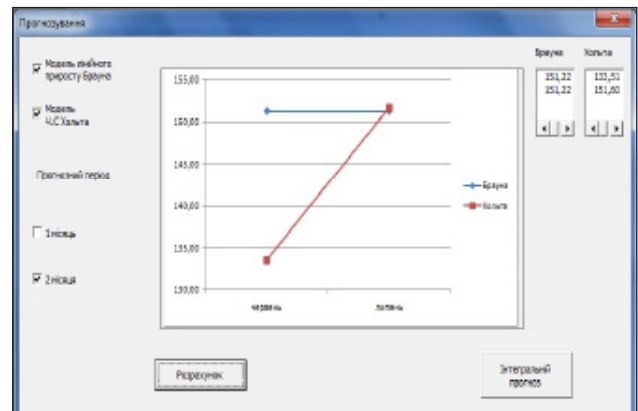 Прогнозування
Модель лінійного
приросту Брауна
Модель
Ч.С Хольта
Прогнозний період
1 місяць
2 місяця
155,00
150,00
145,00
140,00
135,00
130,00
червень
липень
Брауна
Хольта
Брауна
151,22
151,22
Хольта
133,51
151,60
Розрахунок
Інтегральний
прогноз